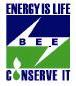 ENERGY IS LIFE
BEE
CONSERVE IT